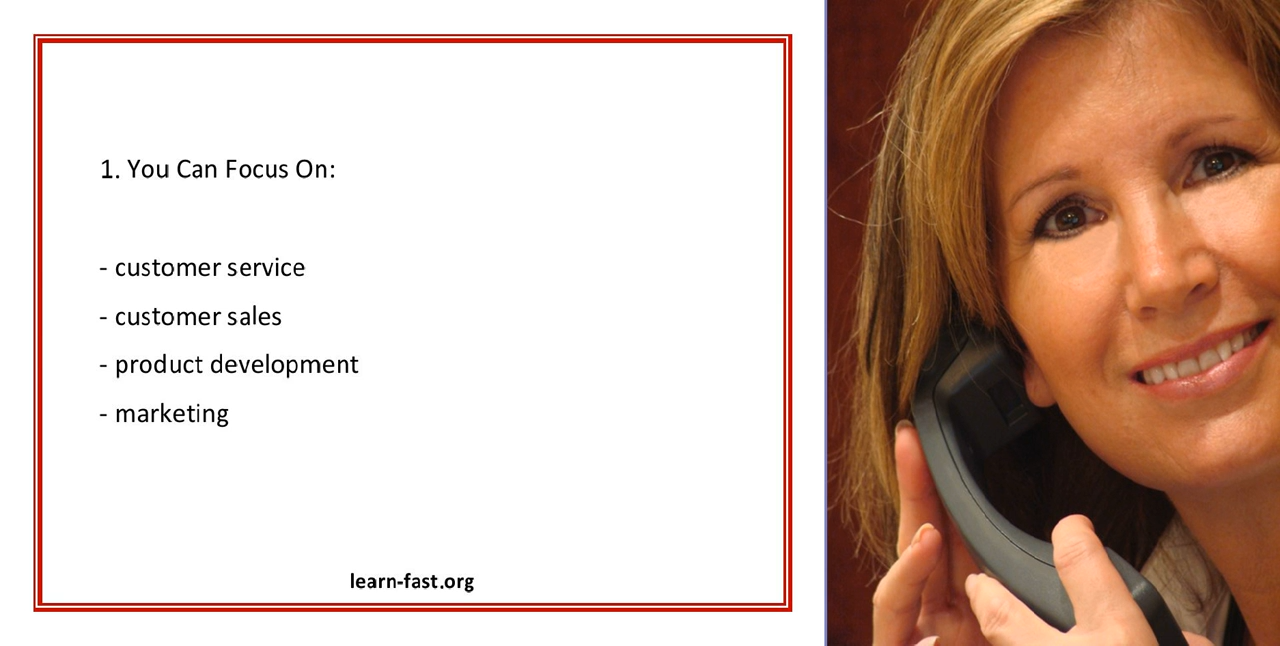 1. You Can Focus On:
- customer service
- customer sales
- product development
- marketing
learn-fast.org